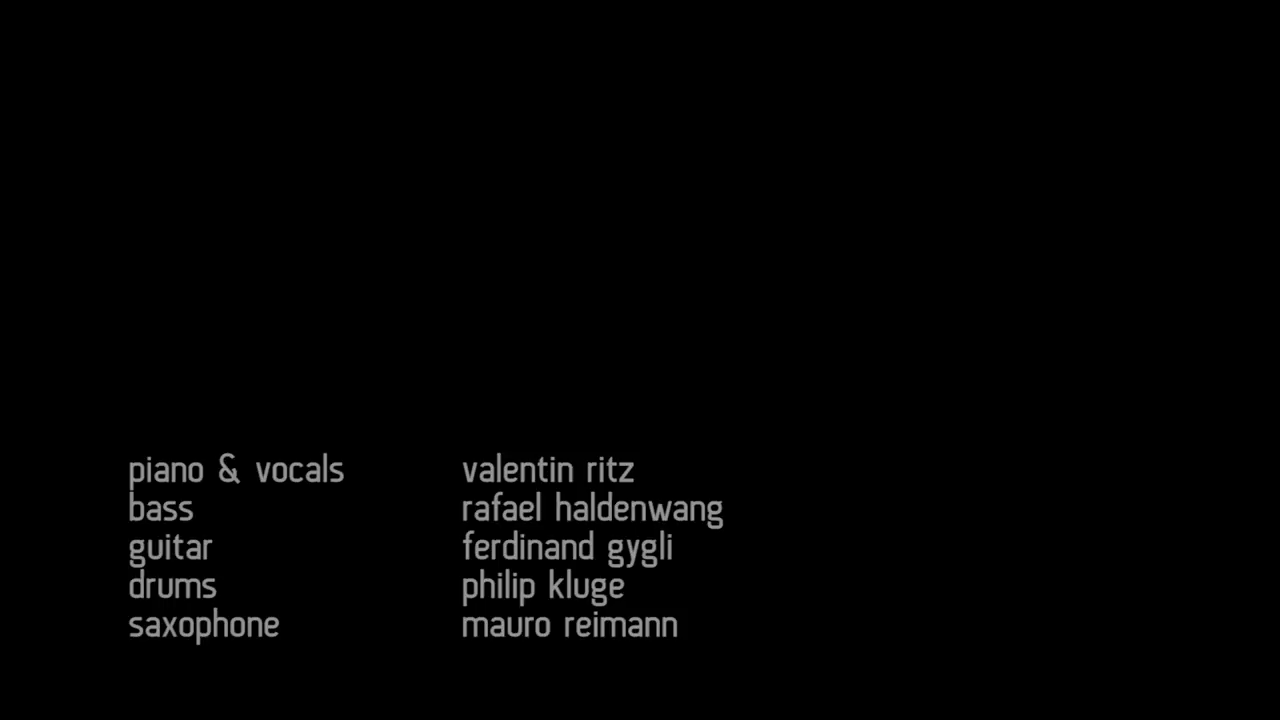 piano & vocals valentin ritz
bass rafael haldenwang
guitar ferdinand gygli
drums philip kluge
saxophone mauro reimann